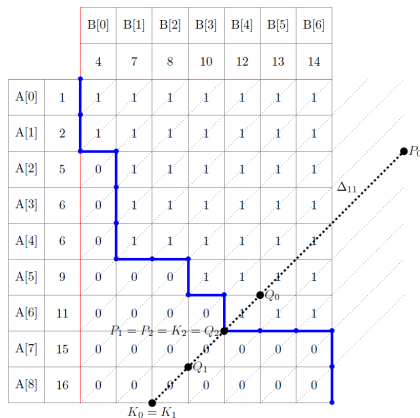 B[0] B[1] B[2] B[3] B[4] B[5] B[6]
4 7 8 10 12 13 14
A[0] 1 1 1 1 1 1 1 1
A[1] 2 1 1 1 1 1 1 1
A[2] 5 0 1 1 1 1 1 1
P₀
Δ₁₁
A[3] 6 0 1 1 1 1 1 1
A[4] 6 0 1 1 1 1 1 1
A[5] 9 0 0 0 1 1 1 1
Q₀
A[6] 11 0 0 0 0 1 1 1
P₁ = P₂ = K₂ = Q₂
A[7] 15 0 0 0 0 0 0 0
Q₁
A[8] 16 0 0 0 0 0 0 0
K₀ = K₁